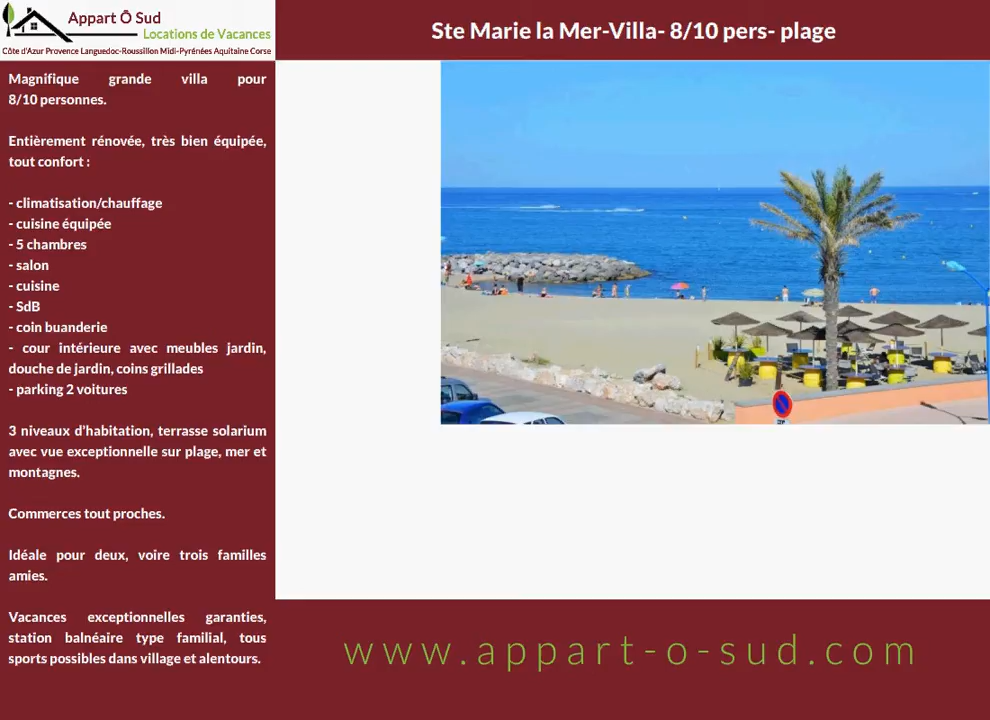 Appart Ô Sud
Locations de Vacances
Côte d'Azur Provence Languedoc-Roussillon Midi-Pyrénées Aquitaine Corse
Ste Marie la Mer-Villa- 8/10 pers- plage
Magnifique grande villa pour
8/10 personnes.
Entièrement rénovée, très bien équipée,
tout confort :
- climatisation/chauffage
- cuisine équipée
- 5 chambres
- salon
- cuisine
- SdB
- coin buanderie
- cour intérieure avec meubles jardin,
douche de jardin, coins grillades
- parking 2 voitures
3 niveaux d'habitation, terrasse solarium
avec vue exceptionnelle sur plage, mer et
montagnes.
Commerces tout proches.
Idéale pour deux, voire trois familles
amies.
Vacances exceptionnelles garanties,
station balnéaire type familial, tous
sports possibles dans village et alentours.
www.appart-o-sud.com